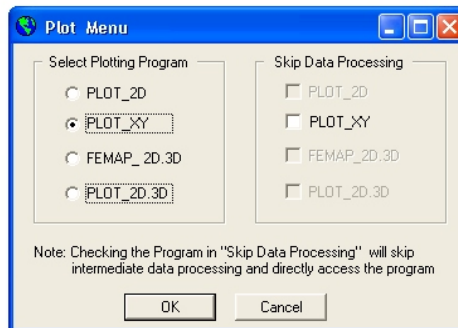 Plot Menu
Select Plotting Program
PLOT_2D
PLOT_XY
FEMAP_ 2D.3D
PLOT_2D.3D
Skip Data Processing
PLOT_2D
PLOT_XY
FEMAP_2D.3D
PLOT_2D.3D
Note: Checking the Program in "Skip Data Processing" will skip
intermediate data processing and directly access the program
OK
Cancel